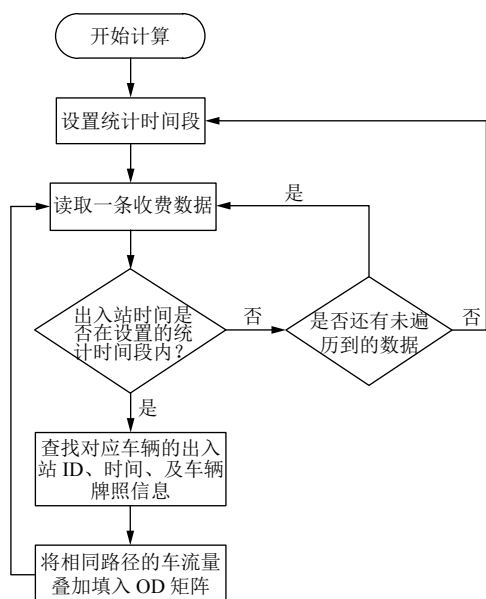 开始计算
设置统计时间段
读取一条收费数据
是
出入站时间是
否在设置的统
计时间段内?
否
是否还有未遍
历到的数据
否
是
查找对应车辆的出入
站 ID、时间、及车辆
牌照信息
将相同路径的车流量
叠加填入 OD 矩阵